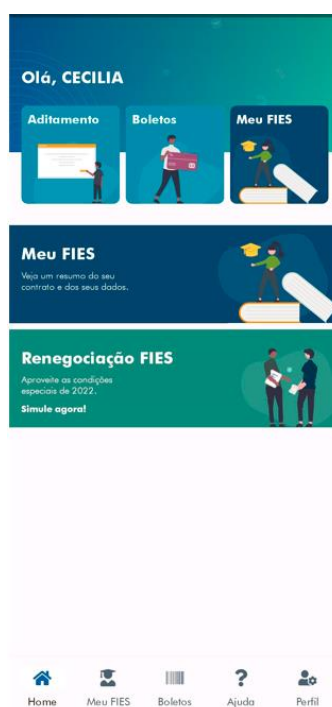 Olá, CECILIA
Aditamento
Boletos
Meu FIES
Meu FIES
Veja um resumo do seu
contrato e dos seus dados.
Renegociação FIES
Aproveite as condições
especiais de 2022.
Simule agora!
Home
Meu FIES
Boletos
Ajuda
Perfil